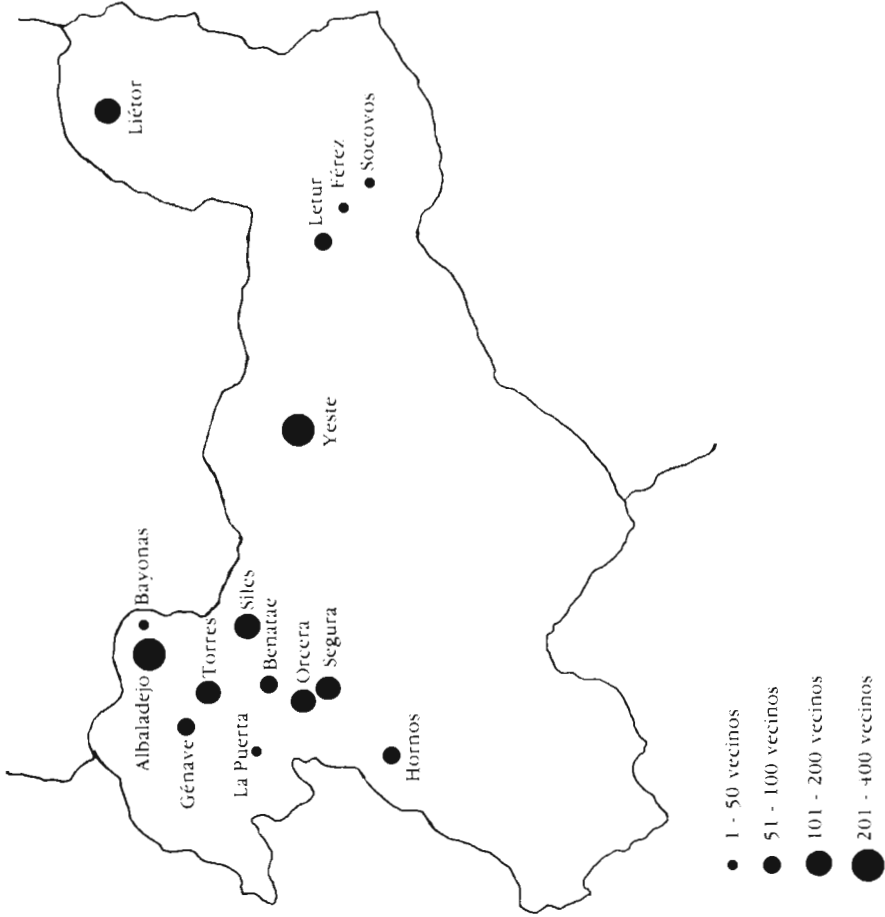 Liétor
Letur
Férez
Socovos
Yeste
Bayonas
Albaladejo
Siles
Torres
Benatae
Génave
Orcera
Segura
La Puerta
Hornos
1 - 50 vecinos
51 - 100 vecinos
101 - 200 vecinos
201 - 400 vecinos